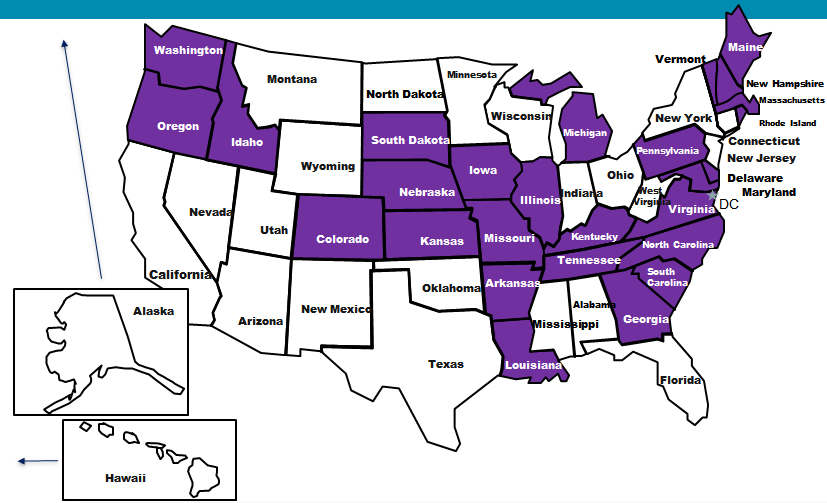 Washington
Maine
Montana
Vermont
North Dakota
Minnesota
New Hampshire
Massachusetts
Oregon
Idaho
South Dakota
Wisconsin
Michigan
New York
Rhode Island
Connecticut
Pennsylvania
New Jersey
Wyoming
Iowa
Ohio
Delaware
Maryland
Nebraska
Illinois
Indiana
West
Virginia
Virginia
DC
Nevada
Utah
Colorado
Kansas
Missouri
Kentucky
North Carolina
Tennessee
California
South
Carolina
Oklahoma
Arkansas
Alabama
Alaska
Arizona
New Mexico
Mississippi
Georgia
Texas
Louisiana
Florida
Hawaii